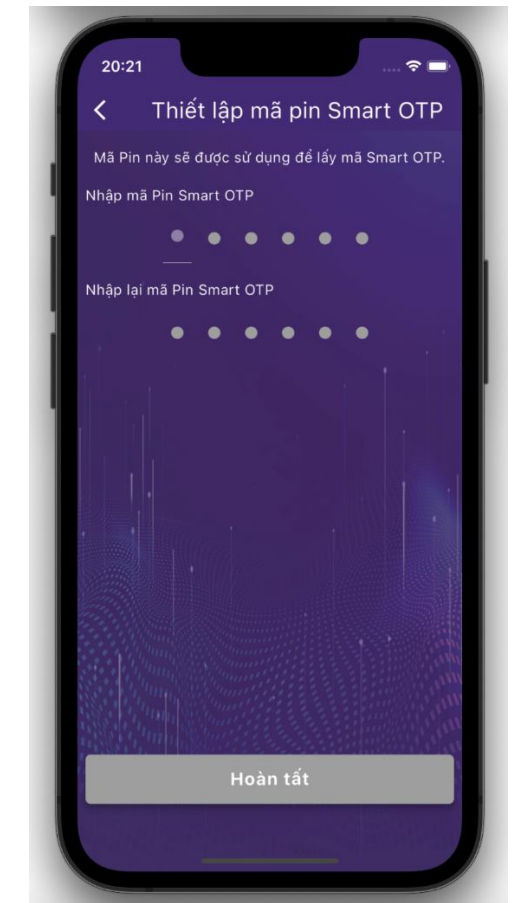 20:21
Thiết lập mã pin Smart OTP
Mã Pin này sẽ được sử dụng để lấy mã Smart OTP.
Nhập mã Pin Smart OTP
Nhập lại mã Pin Smart OTP
Hoàn tất